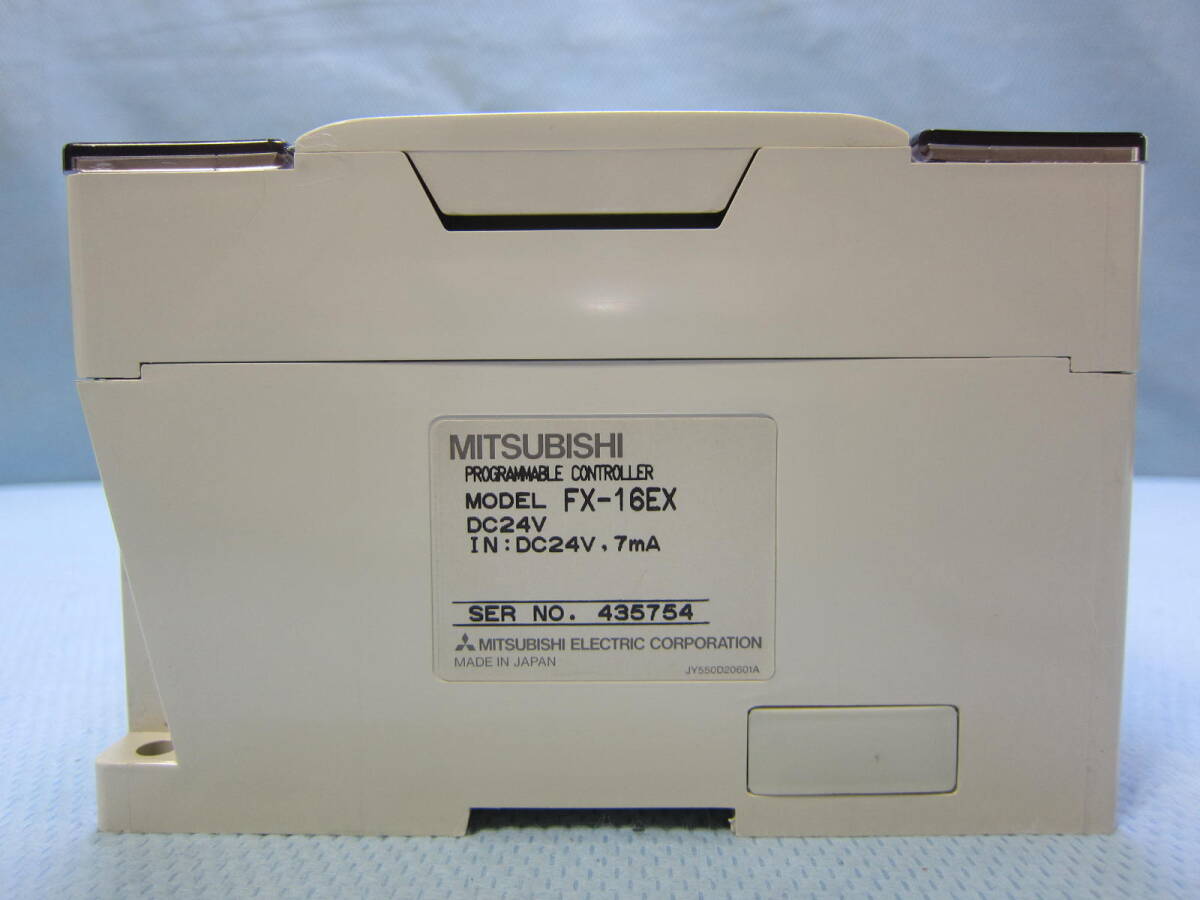 MITSUBISHI
PROGRAMMABLE CONTROLLER
MODEL FX-16EX
DC24V
IN:DC24V,7mA
SER NO. 435754
MITSUBISHI ELECTRIC CORPORATION
MADE IN JAPAN JY550D20601A